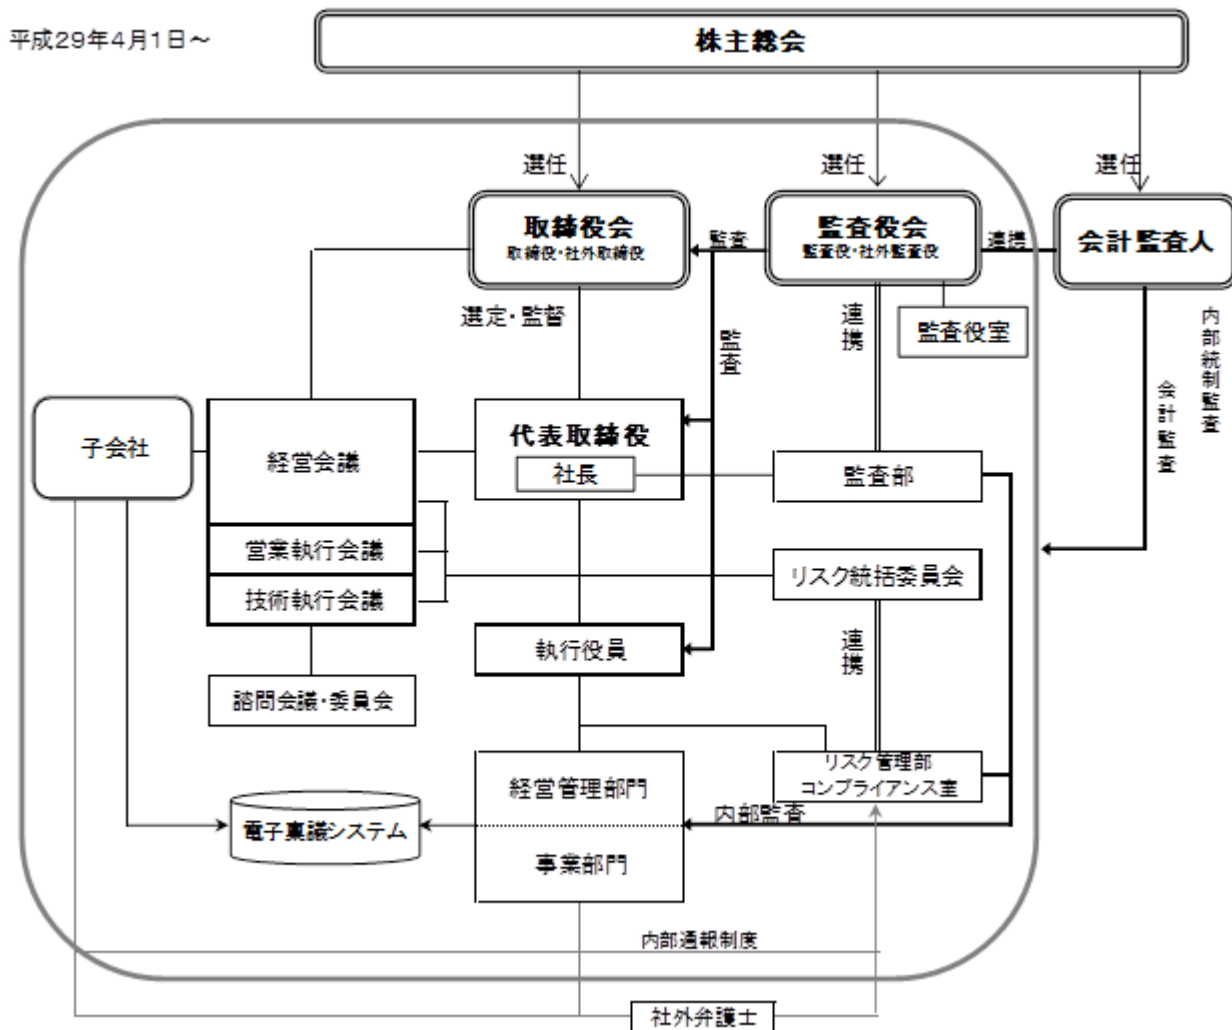 平成29年4月1日～
株主総会
選任
選任
選任
取締役会
取締役・社外取締役
監査
監査役会
監査役・社外監査役
連携
会計監査人
選定・監督
監査
連携
監査役室
内部統制監査
会計監査
子会社
経営会議
代表取締役
社長
監査部
営業執行会議
技術執行会議
リスク統括委員会
執行役員
連携
諮問会議・委員会
経営管理部門
リスク管理部
コンプライアンス室
内部監査
電子稟議システム
事業部門
内部通報制度
社外弁護士